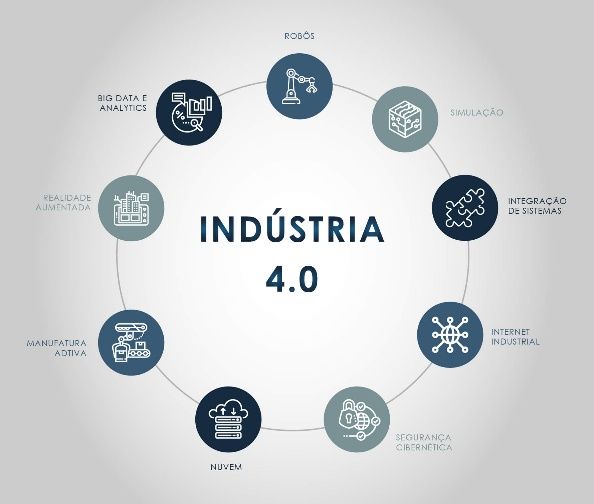 ROBÔS
BIG DATA E
ANALYTICS
SIMULAÇÃO
REALIDADE
AUMENTADA
INTEGRAÇÃO
DE SISTEMAS
INDÚSTRIA
4.0
MANUFATURA
ADTIVA
INTERNET
INDUSTRIAL
SEGURANÇA
CIBERNÉTICA
NUVEM